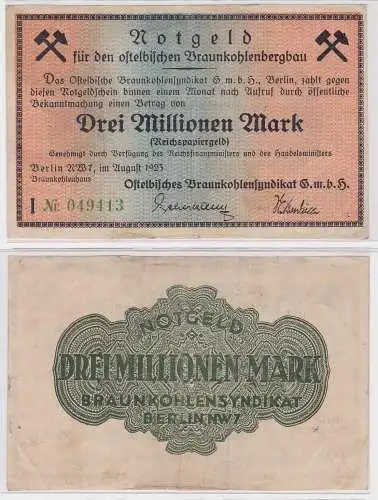 Notgeld
für den ostelbischen Braunkohlenbergbau
Das Ostelbische Braunkohlensyndikat G.m.b.H., Berlin, zahlt gegen
diesen Notgeldschein binnen einem Monat nach Aufruf durch öffentliche
Bekanntmachung einen Betrag von
Drei Millionen Mark
(Reichspapiergeld)
Genehmigt durch Verfügung des Reichsfinanzministers und des Handelsministers
Berlin NW7, im August 1923
Braunkohlenhaus
Ostelbisches Braunkohlensyndikat G.m.b.H.
I № 049413
NOTGELD
DREI MILLIONEN MARK
BRAUNKOHLENSYNDIKAT
BERLIN NW7